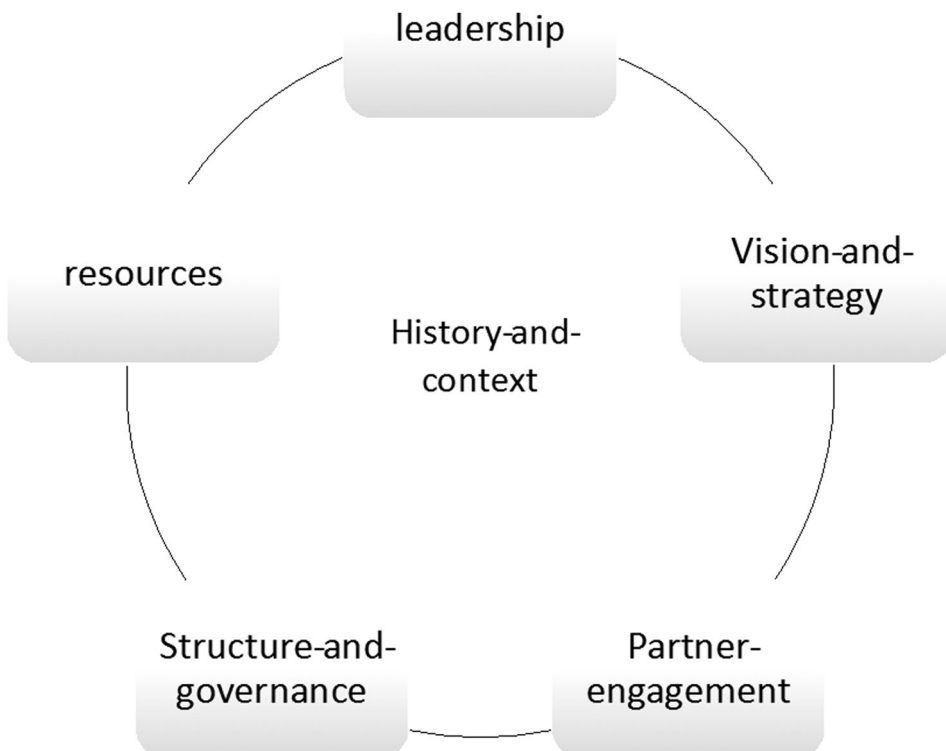 leadership
Vision-and-
strategy
resources
History-and-
context
Structure-and-
governance
Partner-
engagement